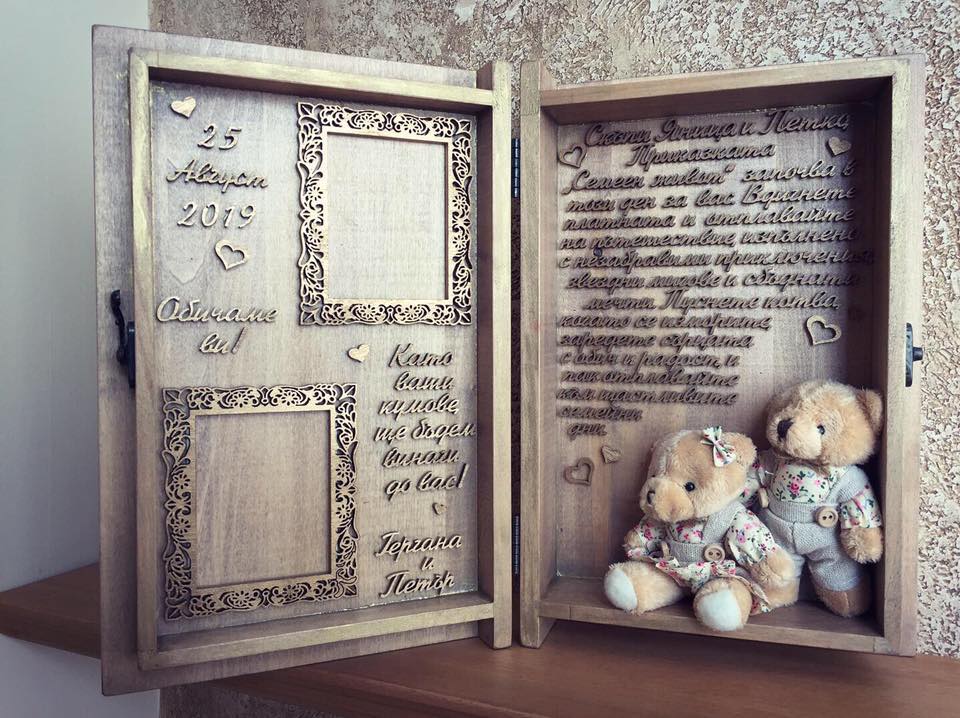 25
Август
2019
Обичаме
ви!
Като
ваши
кумове,
ще бъдем
винаги
до вас!
Гергана
и
Петър
Скъпи Яница и Петко,
Приказката
„Семеен живот“ започва в
този ден за вас. Вдигнете
платната и отплавайте
на пътешествие, изпълнено
с незабравими приключения,
звездни мигове и сбъднати
мечти. Пуснете котва,
когато се изморите,
заредете сърцата
с обич и радост, и
пак отплавайте
към щастливите
семейни
дни.